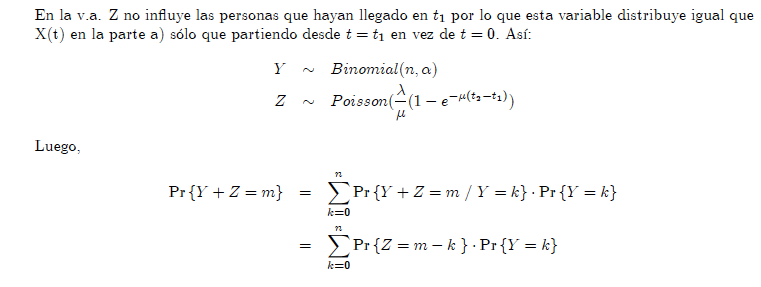 En la v.a. Z no influye las personas que hayan llegado en t₁ por lo que esta variable distribuye igual que
X(t) en la parte a) sólo que partiendo desde t = t₁ en vez de t = 0. Así:
Y ∼ Binomial(n, α)
Z ∼ Poisson(λ/μ(1 − e^{−μ(t₂−t₁)})
Luego,
Pr {Y + Z = m} = ∑_{k=0}^{n} Pr {Y + Z = m / Y = k} · Pr {Y = k}
= ∑_{k=0}^{n} Pr {Z = m − k } · Pr {Y = k}